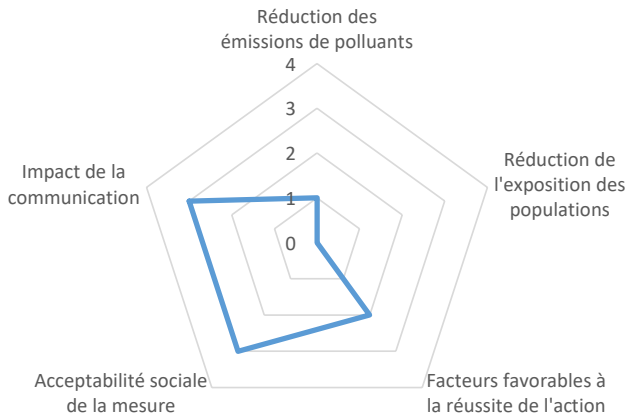 Réduction des
émissions de polluants
4
3
2
1
0
Réduction de
l'exposition des
populations
Facteurs favorables à
la réussite de l'action
Acceptabilité sociale
de la mesure
Impact de la
communication